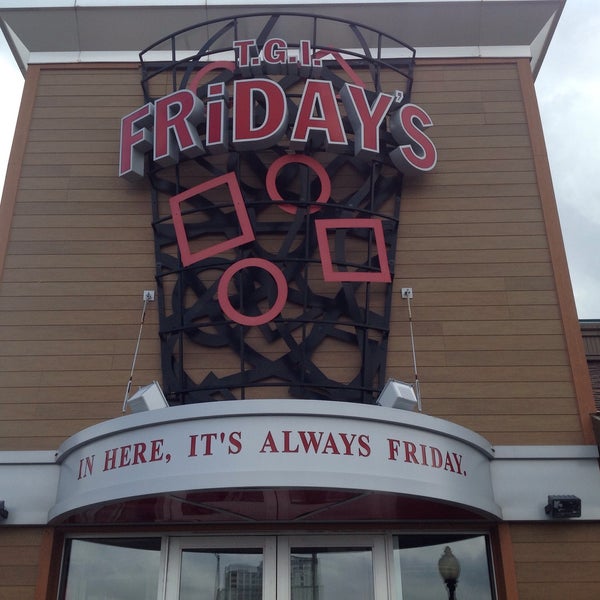 T.G.I.
FRiDAY'S
IN HERE, IT'S ALWAYS FRIDAY.